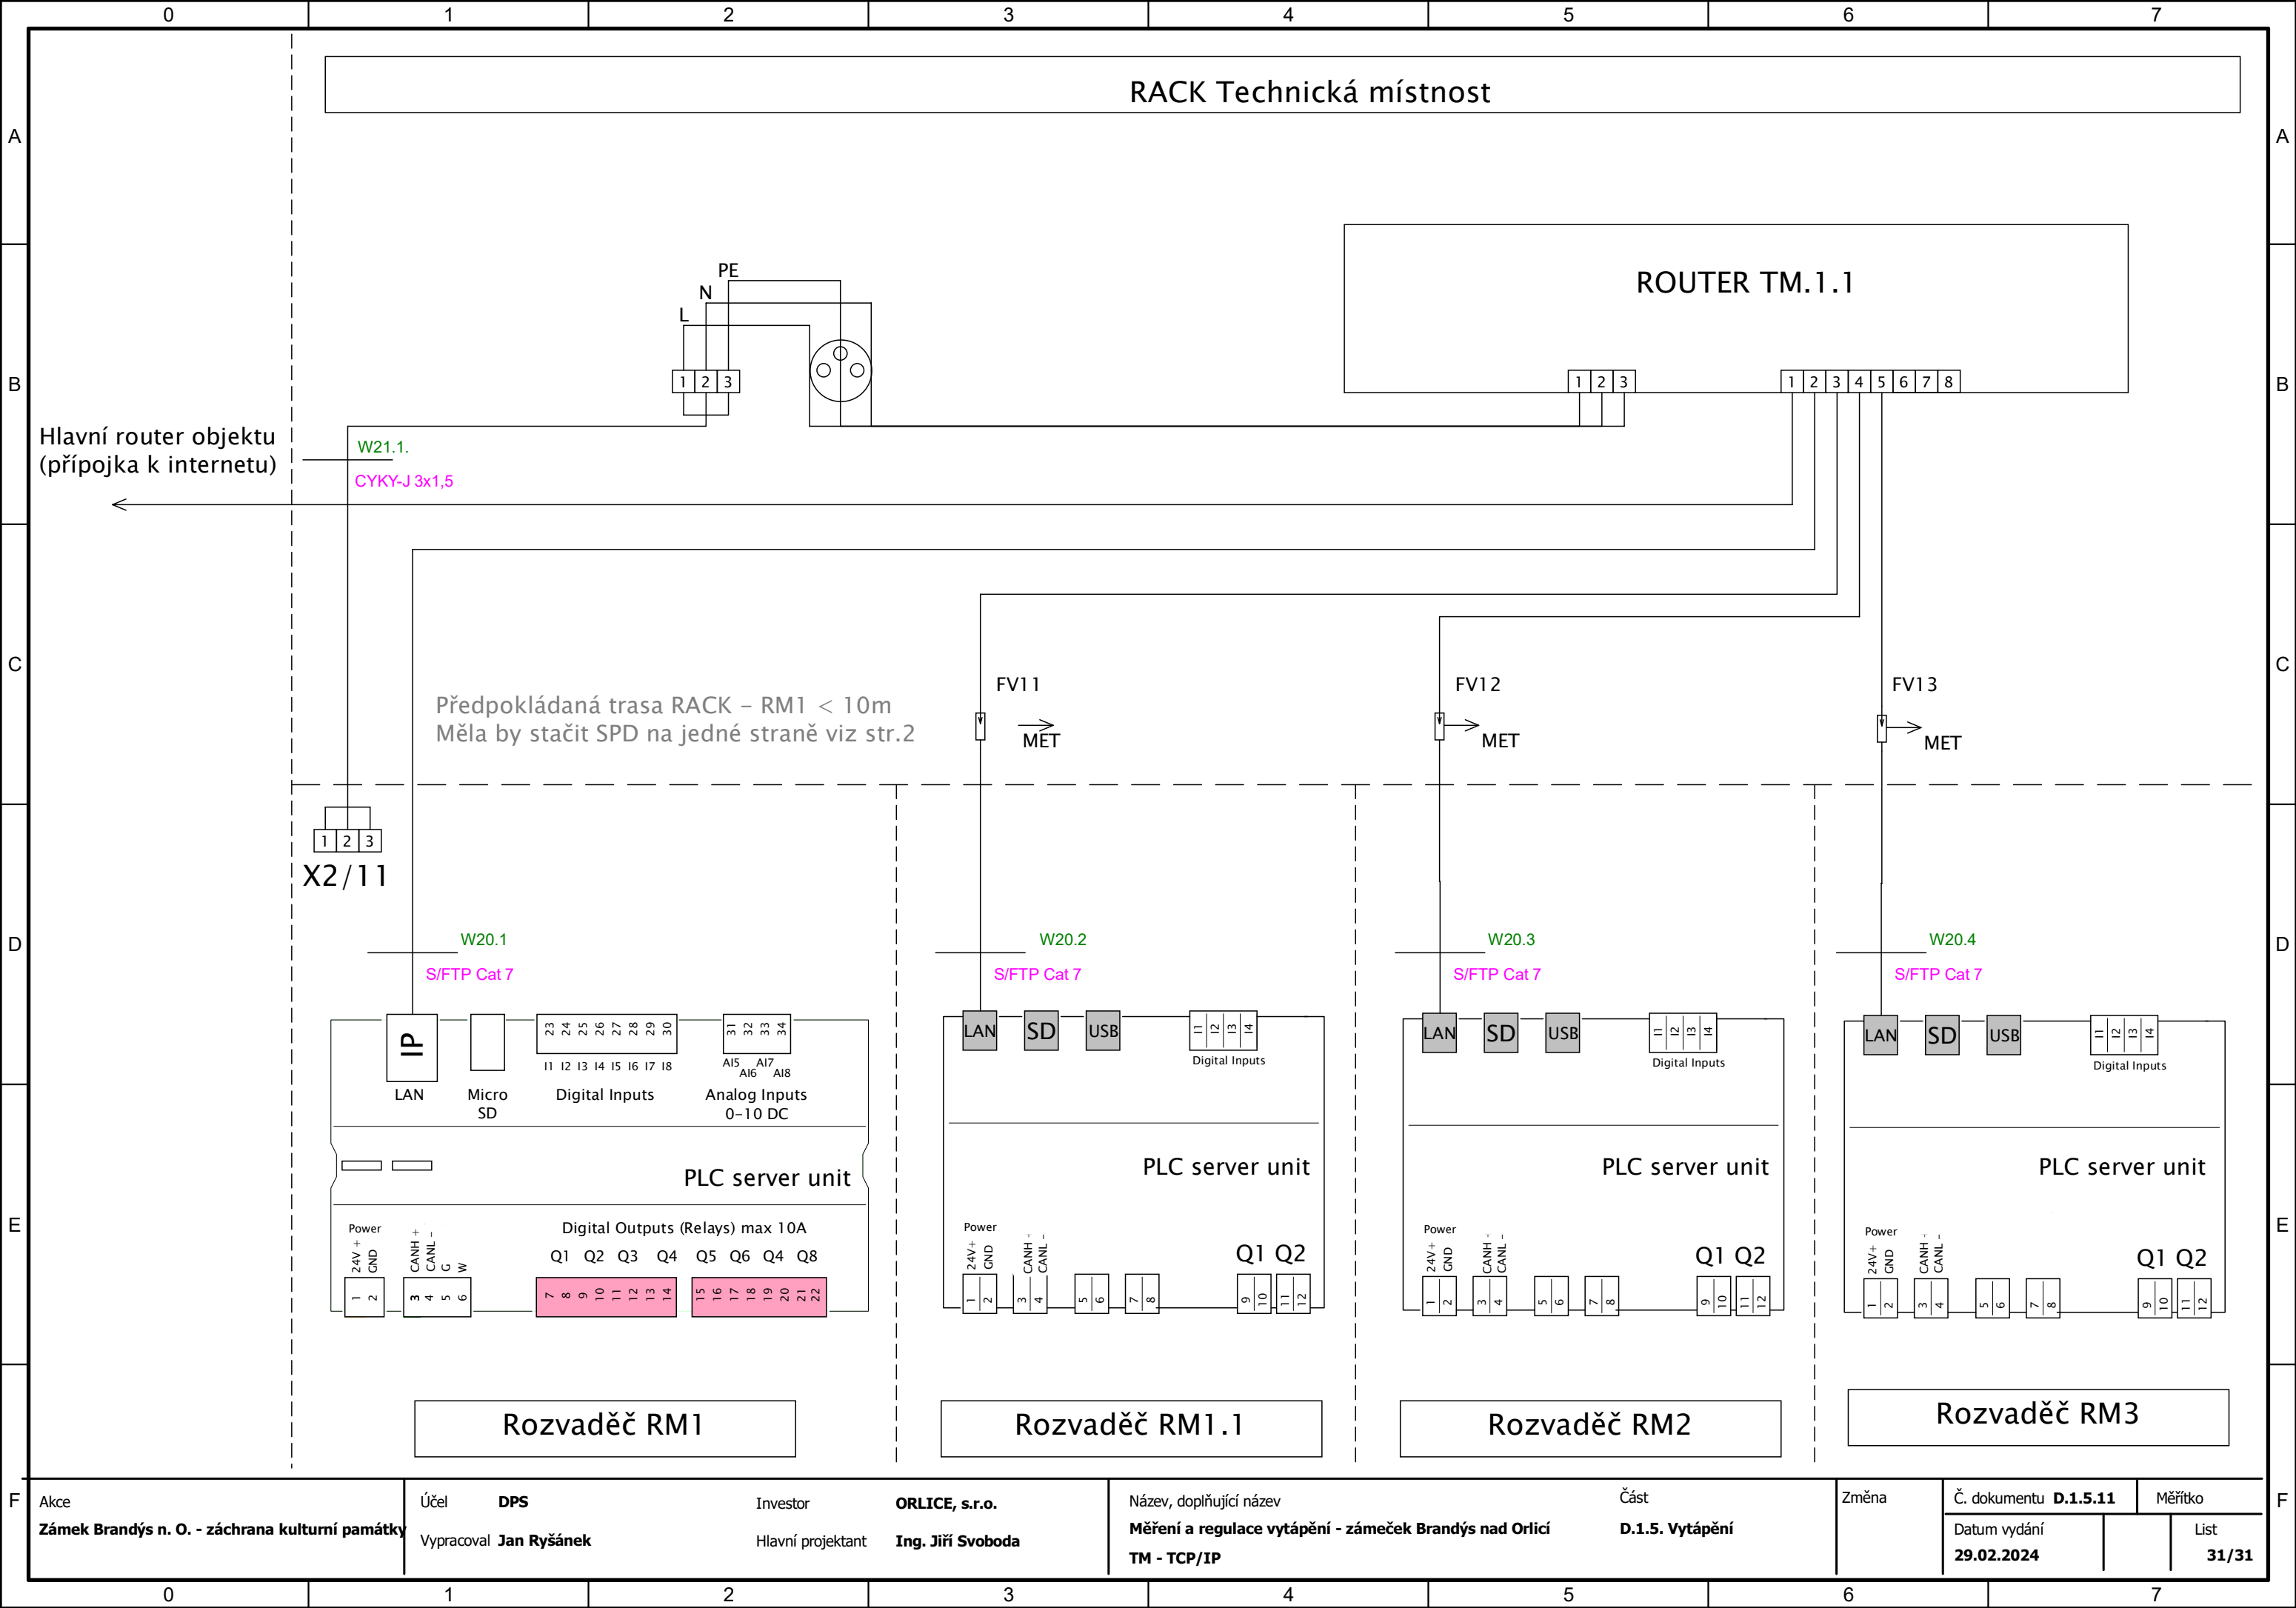 0 1 2 3 4 5 6 7
RACK Technická místnost
A A
ROUTER TM.1.1
PE
N
L
1 2 3
1 2 3
1 2 3 4 5 6 7 8
B B
Hlavní router objektu
(přípojka k internetu)
W21.1.
CYKY-J 3x1,5
C C
FV11
FV12
FV13
Předpokládaná trasa RACK – RM1 < 10m
Měla by stačit SPD na jedné straně viz str.2
MET
MET
MET
1 2 3
X2/11
D D
W20.1
S/FTP Cat 7
W20.2
S/FTP Cat 7
W20.3
S/FTP Cat 7
W20.4
S/FTP Cat 7
IP
23 24 25 26 27 28 29 30
31 32 33 34
I1 I2 I3 I4 I5 I6 I7 I8
AI5 AI7
AI6 AI8
LAN
Micro
SD
Digital Inputs
Analog Inputs
0–10 DC
PLC server unit
Power
24V +
GND
CANH +
CANL –
G
W
Digital Outputs (Relays) max 10A
Q1 Q2 Q3 Q4 Q5 Q6 Q4 Q8
1 2
3 4 5 6
7 8 9 10 11 12 13 14
15 16 17 18 19 20 21 22
LAN SD USB
I1 I2 I3 I4
Digital Inputs
PLC server unit
Power
24V+
GND
CANH
CANL –
Q1 Q2
1 2 3 4 5 6 7 8 9 10 11 12
LAN SD USB
I1 I2 I3 I4
Digital Inputs
PLC server unit
Power
24V+
GND
CANH
CANL –
Q1 Q2
1 2 3 4 5 6 7 8 9 10 11 12
LAN SD USB
I1 I2 I3 I4
Digital Inputs
PLC server unit
Power
24V+
GND
CANH
CANL –
Q1 Q2
1 2 3 4 5 6 7 8 9 10 11 12
E E
Rozvaděč RM1
Rozvaděč RM1.1
Rozvaděč RM2
Rozvaděč RM3
F F
Akce
Zámek Brandýs n. O. - záchrana kulturní památky
Účel DPS
Vypracoval Jan Ryšánek
Investor ORLICE, s.r.o.
Hlavní projektant Ing. Jiří Svoboda
Název, doplňující název
Měření a regulace vytápění - zámeček Brandýs nad Orlicí
TM - TCP/IP
Část
D.1.5. Vytápění
Změna
Č. dokumentu D.1.5.11
Měřítko
Datum vydání
29.02.2024
List
31/31
0 1 2 3 4 5 6 7